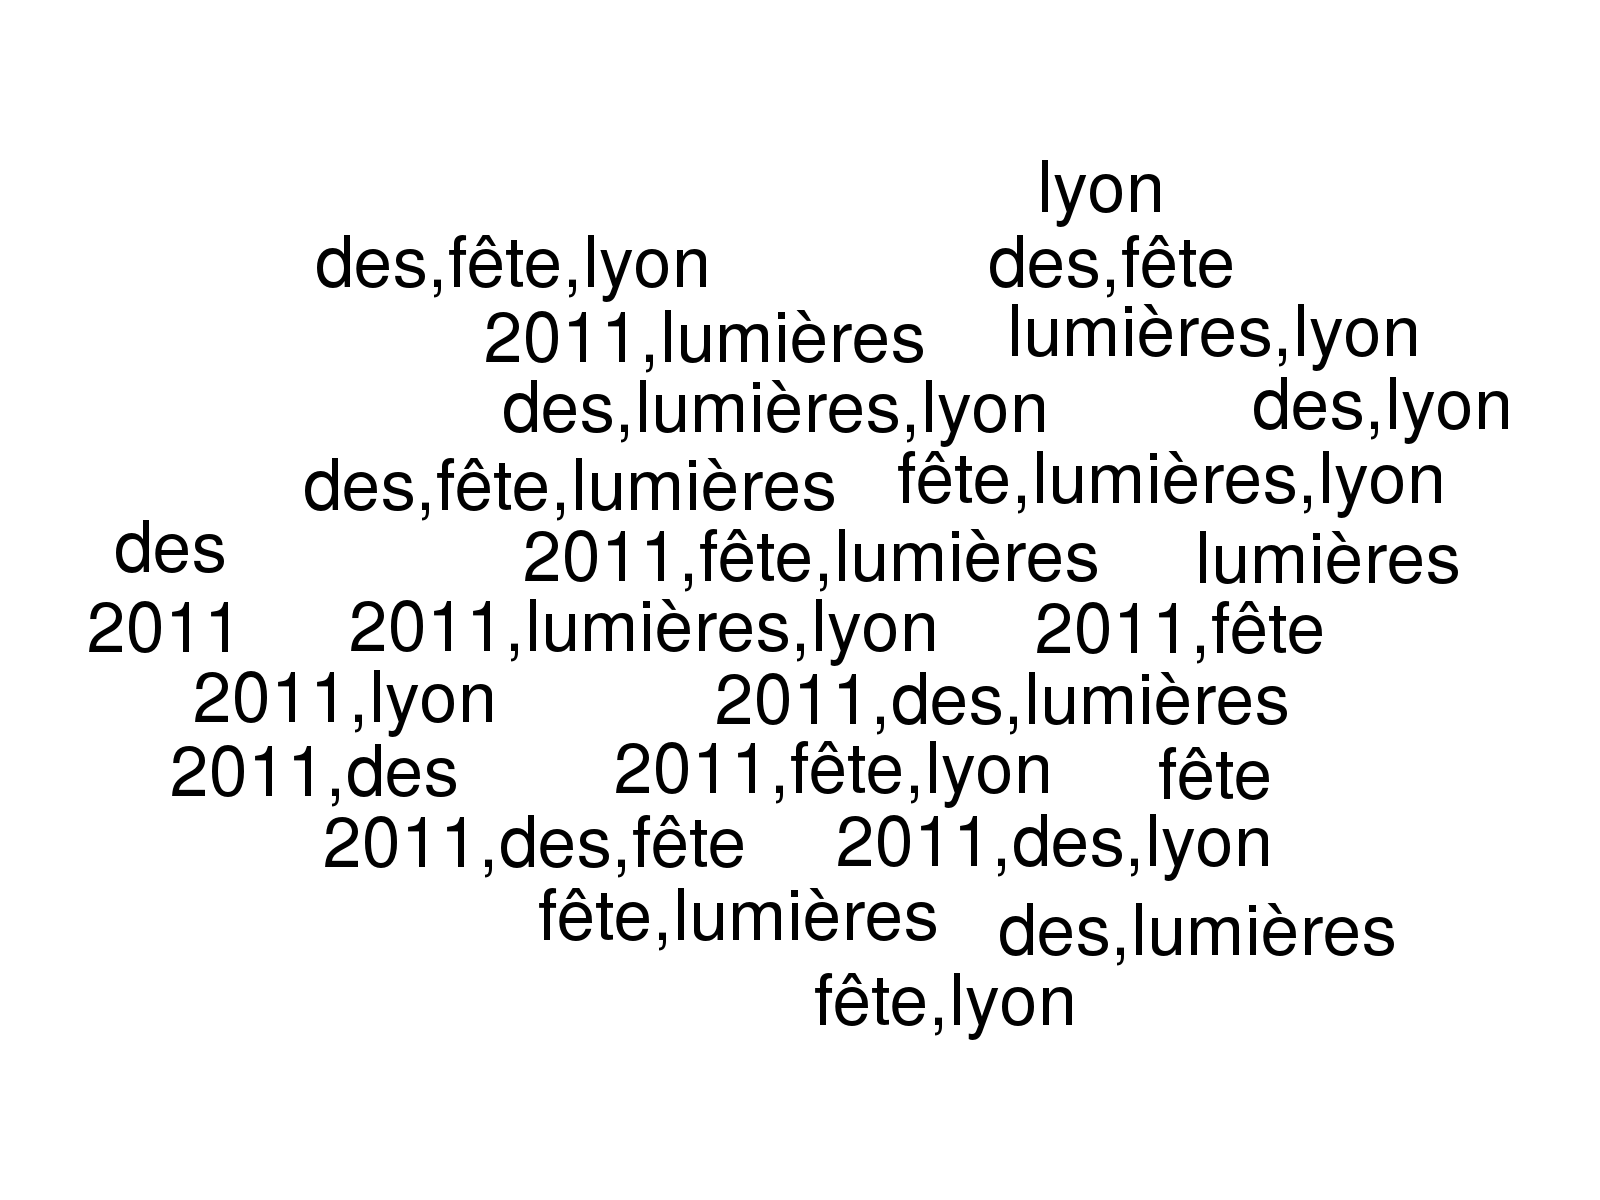 lyon
des,fête,lyon
des,fête
2011,lumières
lumières,lyon
des,lumières,lyon
des,lyon
des,fête,lumières
fête,lumières,lyon
des
2011,fête,lumières
lumières
2011
2011,lumières,lyon
2011,fête
2011,lyon
2011,des,lumières
2011,des
2011,fête,lyon
fête
2011,des,fête
2011,des,lyon
fête,lumières
des,lumières
fête,lyon